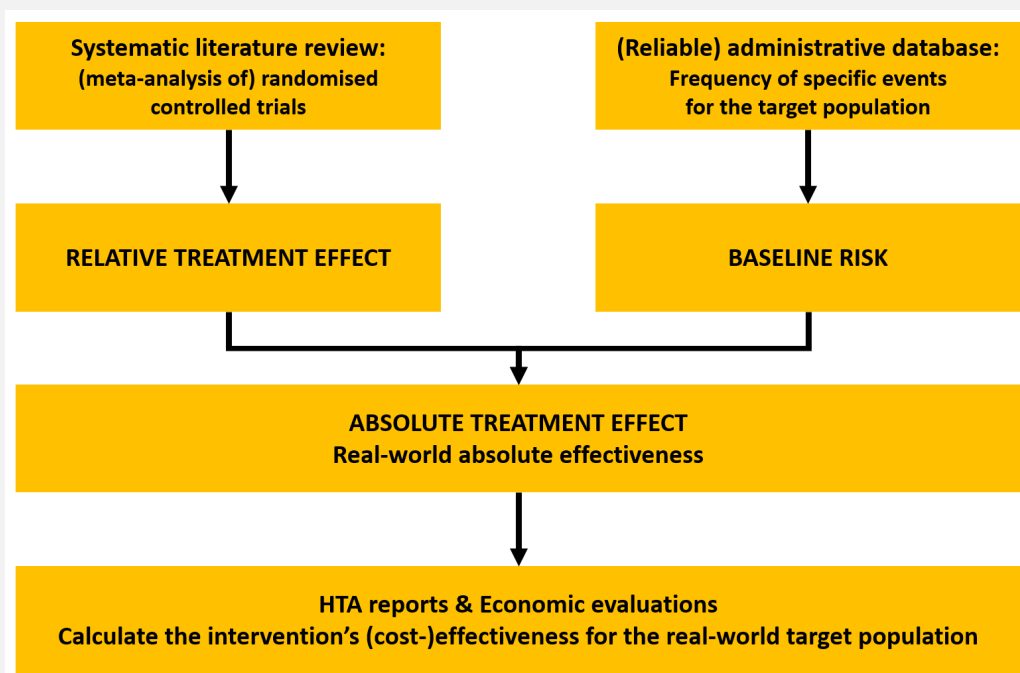 Systematic literature review:
(meta-analysis of) randomised
controlled trials
(Reliable) administrative database:
Frequency of specific events
for the target population
RELATIVE TREATMENT EFFECT
BASELINE RISK
ABSOLUTE TREATMENT EFFECT
Real-world absolute effectiveness
HTA reports & Economic evaluations
Calculate the intervention’s (cost-)effectiveness for the real-world target population